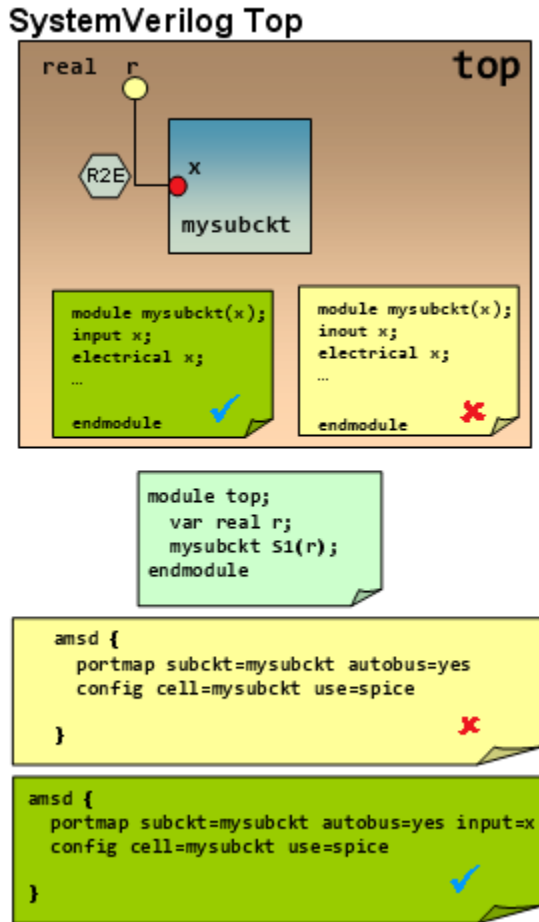 SystemVerilog Top
real r
top
R2E
x
mysubckt
module mysubckt(x);
input x;
electrical x;
…
endmodule
module mysubckt(x);
inout x;
electrical x;
…
endmodule
module top;
var real r;
mysubckt S1(r);
endmodule
amsd {
portmap subckt=mysubckt autobus=yes
config cell=mysubckt use=spice
}
amsd {
portmap subckt=mysubckt autobus=yes input=x
config cell=mysubckt use=spice
}